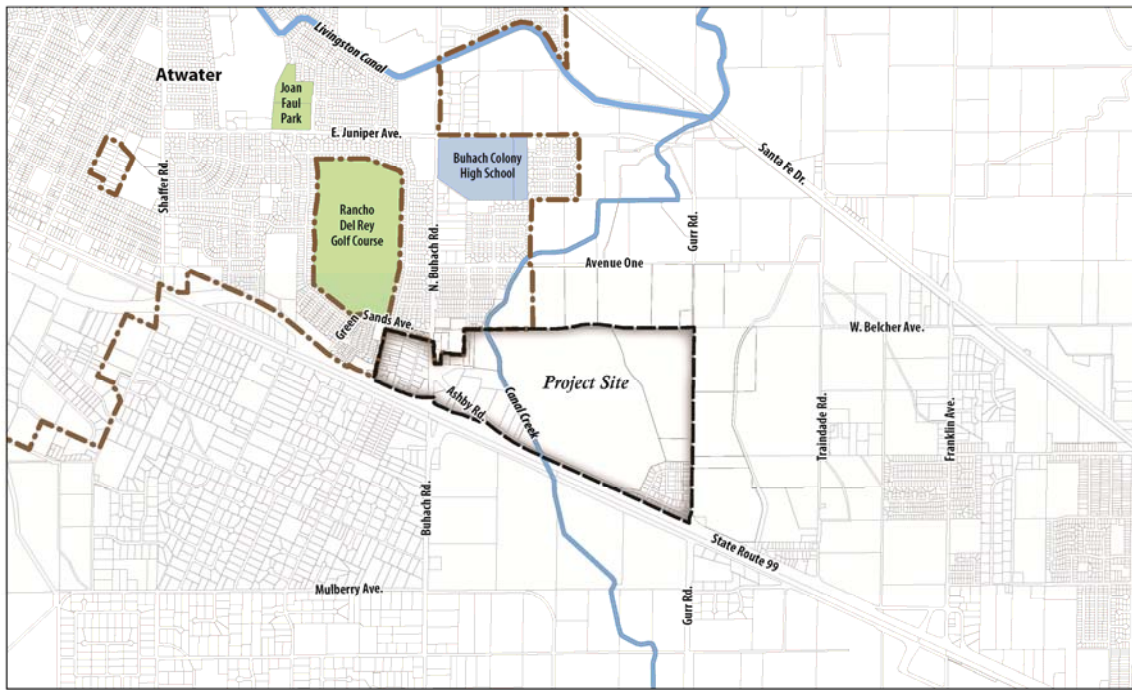 Livingston Canal
Atwater
Joan
Faul
Park
E. Juniper Ave.
Buhach Colony
High School
Santa Fe Dr.
Shaffer Rd.
Rancho
Del Rey
Golf Course
N. Buhach Rd.
Gurr Rd.
Avenue One
Green Sands Ave.
W. Belcher Ave.
Project Site
Ashby Rd.
Canal Creek
Traindade Rd.
Franklin Ave.
Buhach Rd.
State Route 99
Mulberry Ave.
Gurr Rd.